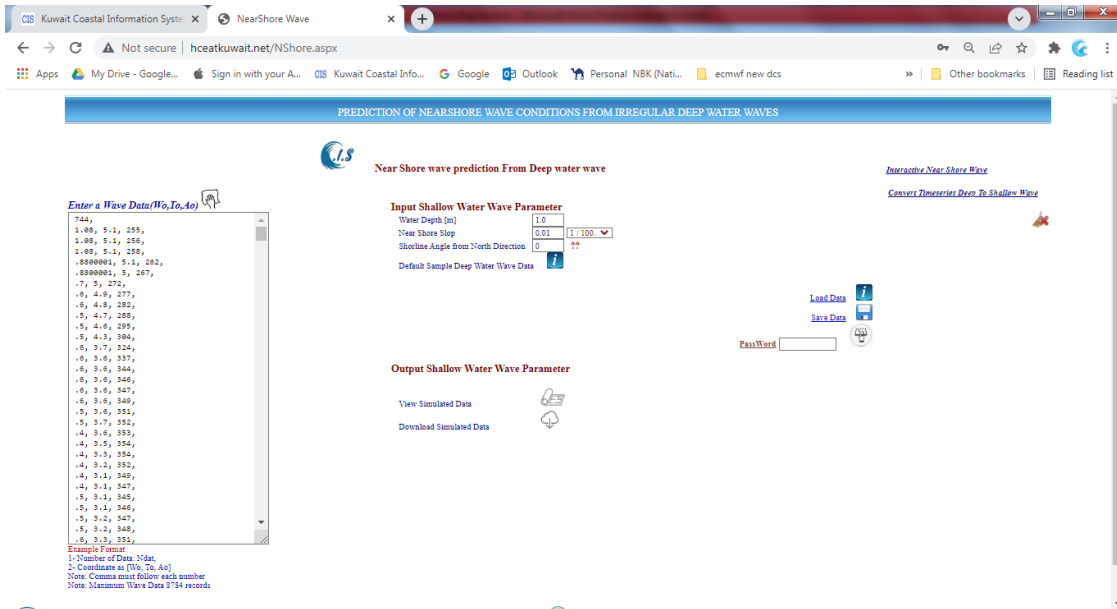 CIS Kuwait Coastal Information Syste
NearShore Wave
Not secure | hceatkuwait.net/NShore.aspx
Apps
My Drive - Google...
Sign in with your A...
CIS Kuwait Coastal Info...
Google
Outlook
Personal NBK (Nati...
ecmwf new dcs
»
Other bookmarks
Reading list
PREDICTION OF NEARSHORE WAVE CONDITIONS FROM IRREGULAR DEEP WATER WAVES
C.I.S
Near Shore wave prediction From Deep water wave
Interactive Near Shore Wave
Convert Timeseries Deep To Shallow Wave
Enter a Wave Data(Wo,To,Ao)
744,
1.08, 5.1, 255,
1.08, 5.1, 256,
1.08, 5.1, 258,
.8800001, 5.1, 262,
.8800001, 5, 267,
.7, 5, 272,
.6, 4.9, 277,
.6, 4.8, 282,
.5, 4.7, 288,
.5, 4.6, 295,
.5, 4.3, 304,
.6, 3.7, 324,
.6, 3.6, 337,
.6, 3.6, 344,
.6, 3.6, 346,
.6, 3.6, 347,
.6, 3.6, 349,
.5, 3.6, 351,
.5, 3.7, 352,
.4, 3.6, 353,
.4, 3.5, 354,
.4, 3.3, 354,
.4, 3.2, 352,
.4, 3.1, 349,
.4, 3.1, 347,
.5, 3.1, 345,
.5, 3.1, 346,
.5, 3.2, 347,
.5, 3.2, 348,
.6, 3.3, 351,
Example Format
1- Number of Data: Ndat,
2- Coordinate as [Wo, To, Ao]
Note: Comma must follow each number
Note: Maximum Wave Data 8784 records
Input Shallow Water Wave Parameter
Water Depth [m] 1.0
Near Shore Slop 0.01 1 / 100.
Shorline Angle from North Direction 0 ??
Default Sample Deep Water Wave Data
Load Data
Save Data
PassWord
Output Shallow Water Wave Parameter
View Simulated Data
Download Simulated Data